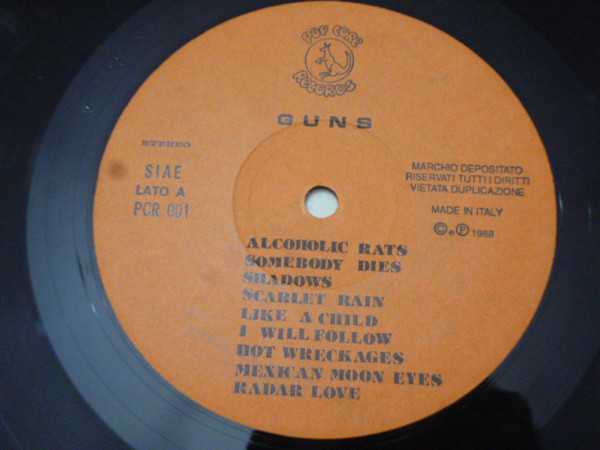 POP CORE
RECORDS
GUNS
STEREO
SIAE
LATO A
PCR 001
MARCHIO DEPOSITATO
RISERVATI TUTTI I DIRITTI
VIETATA DUPLICAZIONE
MADE IN ITALY
© e ℗ 1988
ALCOHOLIC RATS
SOMEBODY DIES
SHADOWS
SCARLET RAIN
LIKE A CHILD
I WILL FOLLOW
HOT WRECKAGES
MEXICAN MOON EYES
RADAR LOVE